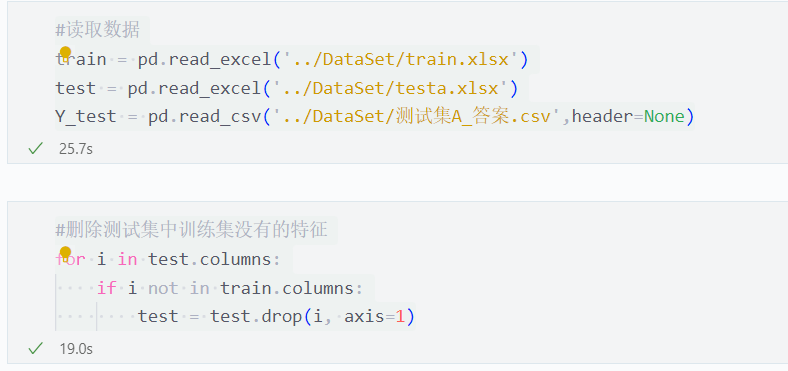 #读取数据
train = pd.read_excel('../DataSet/train.xlsx')
test = pd.read_excel('../DataSet/testa.xlsx')
Y_test = pd.read_csv('../DataSet/测试集A_答案.csv',header=None)
25.7s
#删除测试集中训练集没有的特征
for i in test.columns:
    if i not in train.columns:
        test = test.drop(i, axis=1)
19.0s